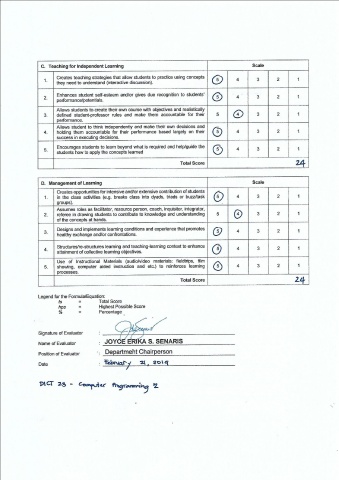 C. Teaching for Independent Learning Scale
1. Creates teaching strategies that allow students to practice using concepts they need to understand (interactive discussion). 5 4 3 2 1
2. Enhances student self-esteem and/or gives due recognition to students' performance/potentials. 5 4 3 2 1
3. Allows students to create their own course with objectives and realistically defined student-professor rules and make them accountable for their performance. 5 4 3 2 1
4. Allows student to think independently and make their own decisions and holding them accountable for their performance based largely on their success in executing decisions. 5 4 3 2 1
5. Encourages students to learn beyond what is required and help/guide the students how to apply the concepts learned 5 4 3 2 1
Total Score 24
D. Management of Learning Scale
1. Creates opportunities for intensive and/or extensive contribution of students in the class activities (e.g. breaks class into dyads, triads or buzz/task groups). 5 4 3 2 1
2. Assumes roles as facilitator, resource person, coach, inquisitor, integrator, referee in drawing students to contribute to knowledge and understanding of the concepts at hands. 5 4 3 2 1
3. Designs and implements learning conditions and experience that promotes healthy exchange and/or confrontations. 5 4 3 2 1
4. Structures/re-structures learning and teaching-learning context to enhance attainment of collective learning objectives. 5 4 3 2 1
5. Use of Instructional Materials (audio/video materials: fieldtrips, film showing, computer aided instruction and etc.) to reinforces learning processes. 5 4 3 2 1
Total Score 24
Legend for the Formula/Equation:
= Total Score
= Highest Possible Score
% = Percentage
Signature of Evaluator :
Name of Evaluator : JOYCE ERIKA S. SENARIS
Position of Evaluator : Department Chairperson
Date : February 21, 2019
DICT 23 - Computer Programming 2